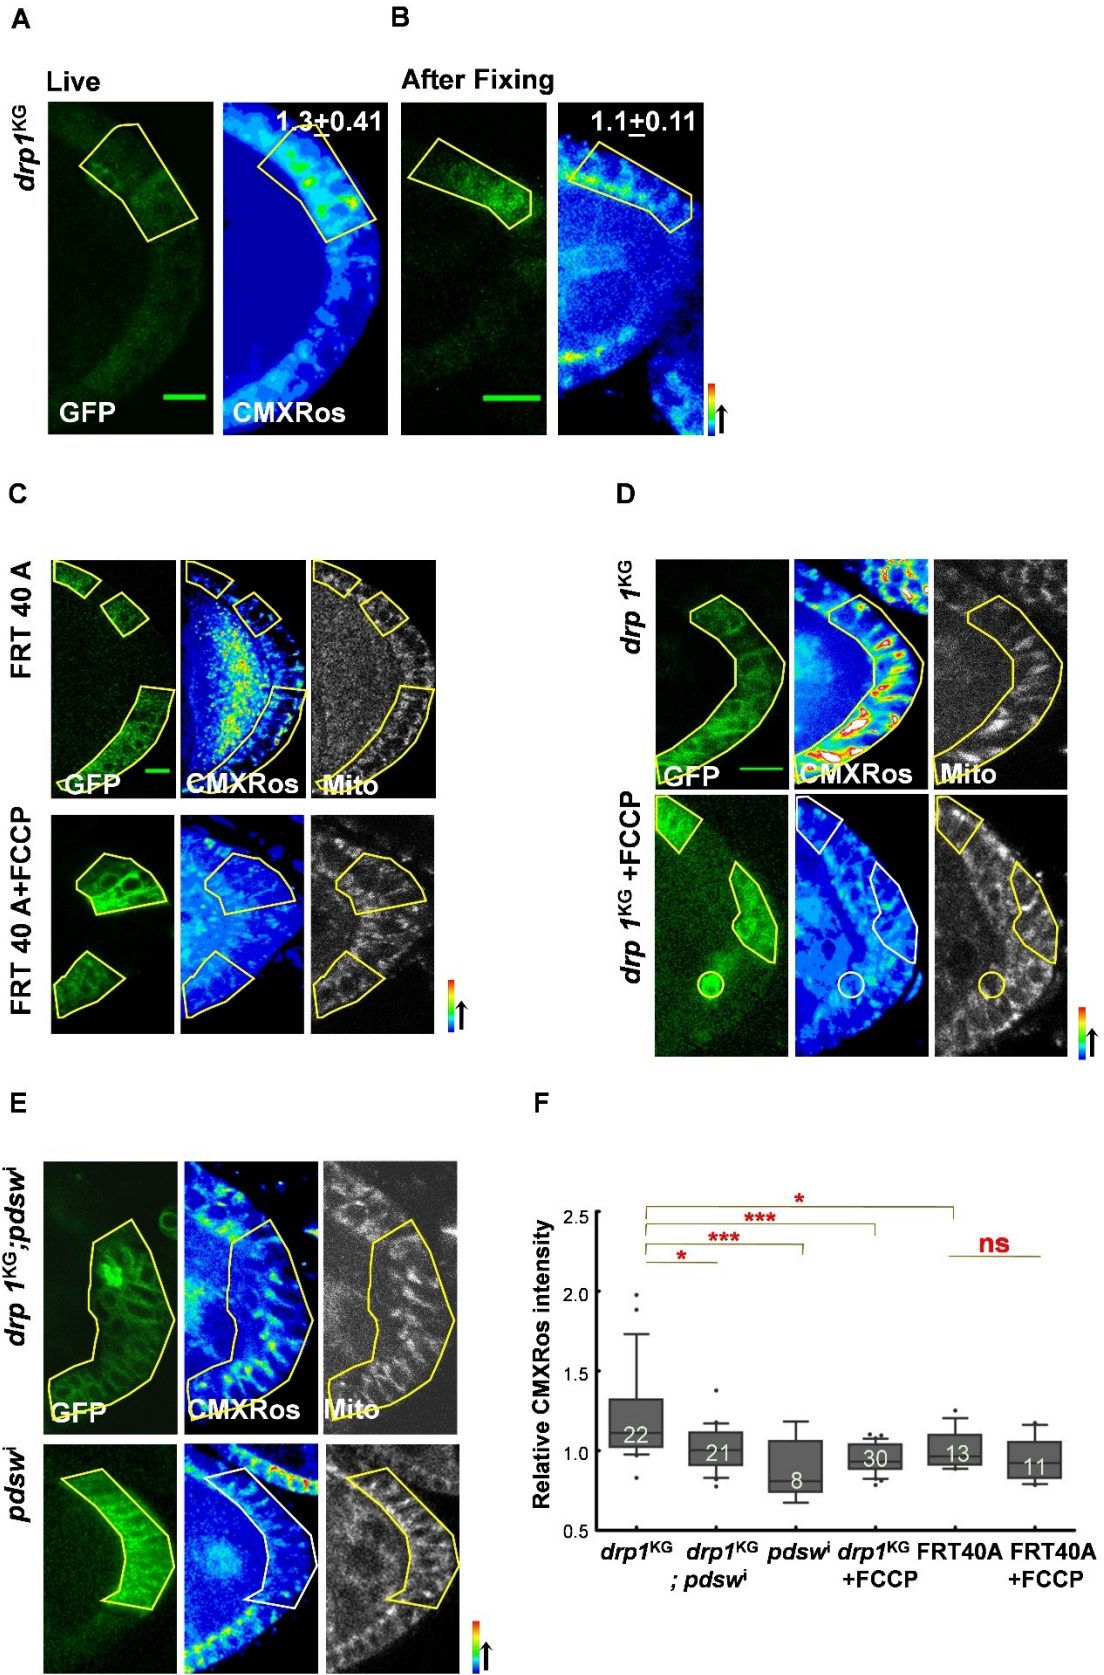 A
B
Live
After Fixing
drp1ᴷᴳ
1.3±0.41
1.1±0.11
GFP
CMXRos
C
D
FRT 40 A
GFP
CMXRos
Mito
FRT 40 A+FCCP
drp 1ᴷᴳ
GFP
CMXRos
Mito
drp 1ᴷᴳ +FCCP
E
F
drp 1ᴷᴳ;pdswⁱ
GFP
CMXRos
Mito
pdswⁱ
Relative CMXRos intensity
2.5
2.0
1.5
1.0
0.5
*
***
***
*
ns
22
21
8
30
13
11
drp1ᴷᴳ
drp1ᴷᴳ
; pdswⁱ
pdswⁱ
drp1ᴷᴳ
+FCCP
FRT40A
FRT40A
+FCCP